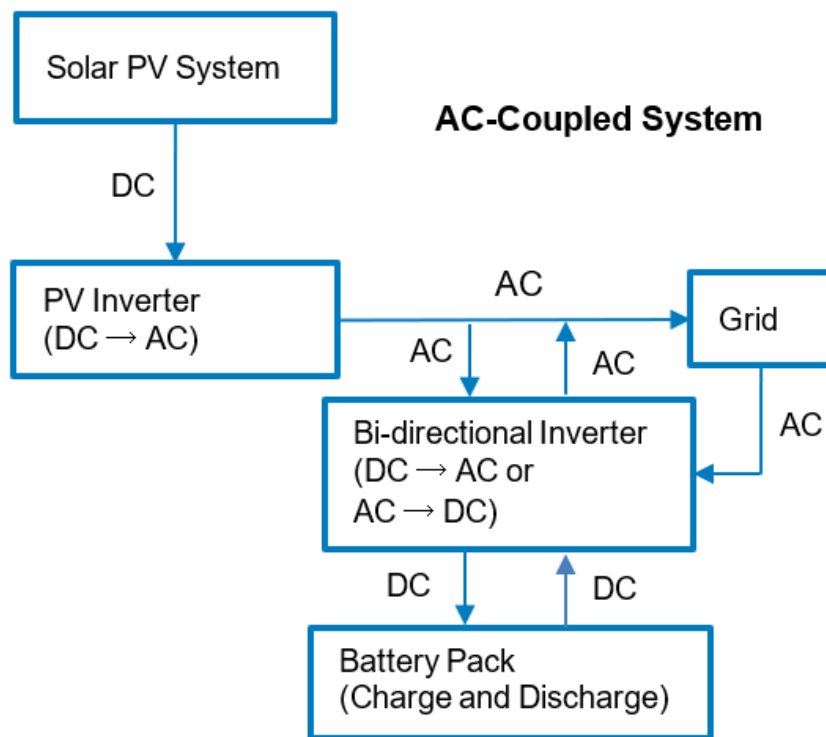 Solar PV System
AC-Coupled System
DC
PV Inverter
(DC → AC)
AC
Grid
AC
AC
AC
Bi-directional Inverter
(DC → AC or
AC → DC)
DC
DC
Battery Pack
(Charge and Discharge)